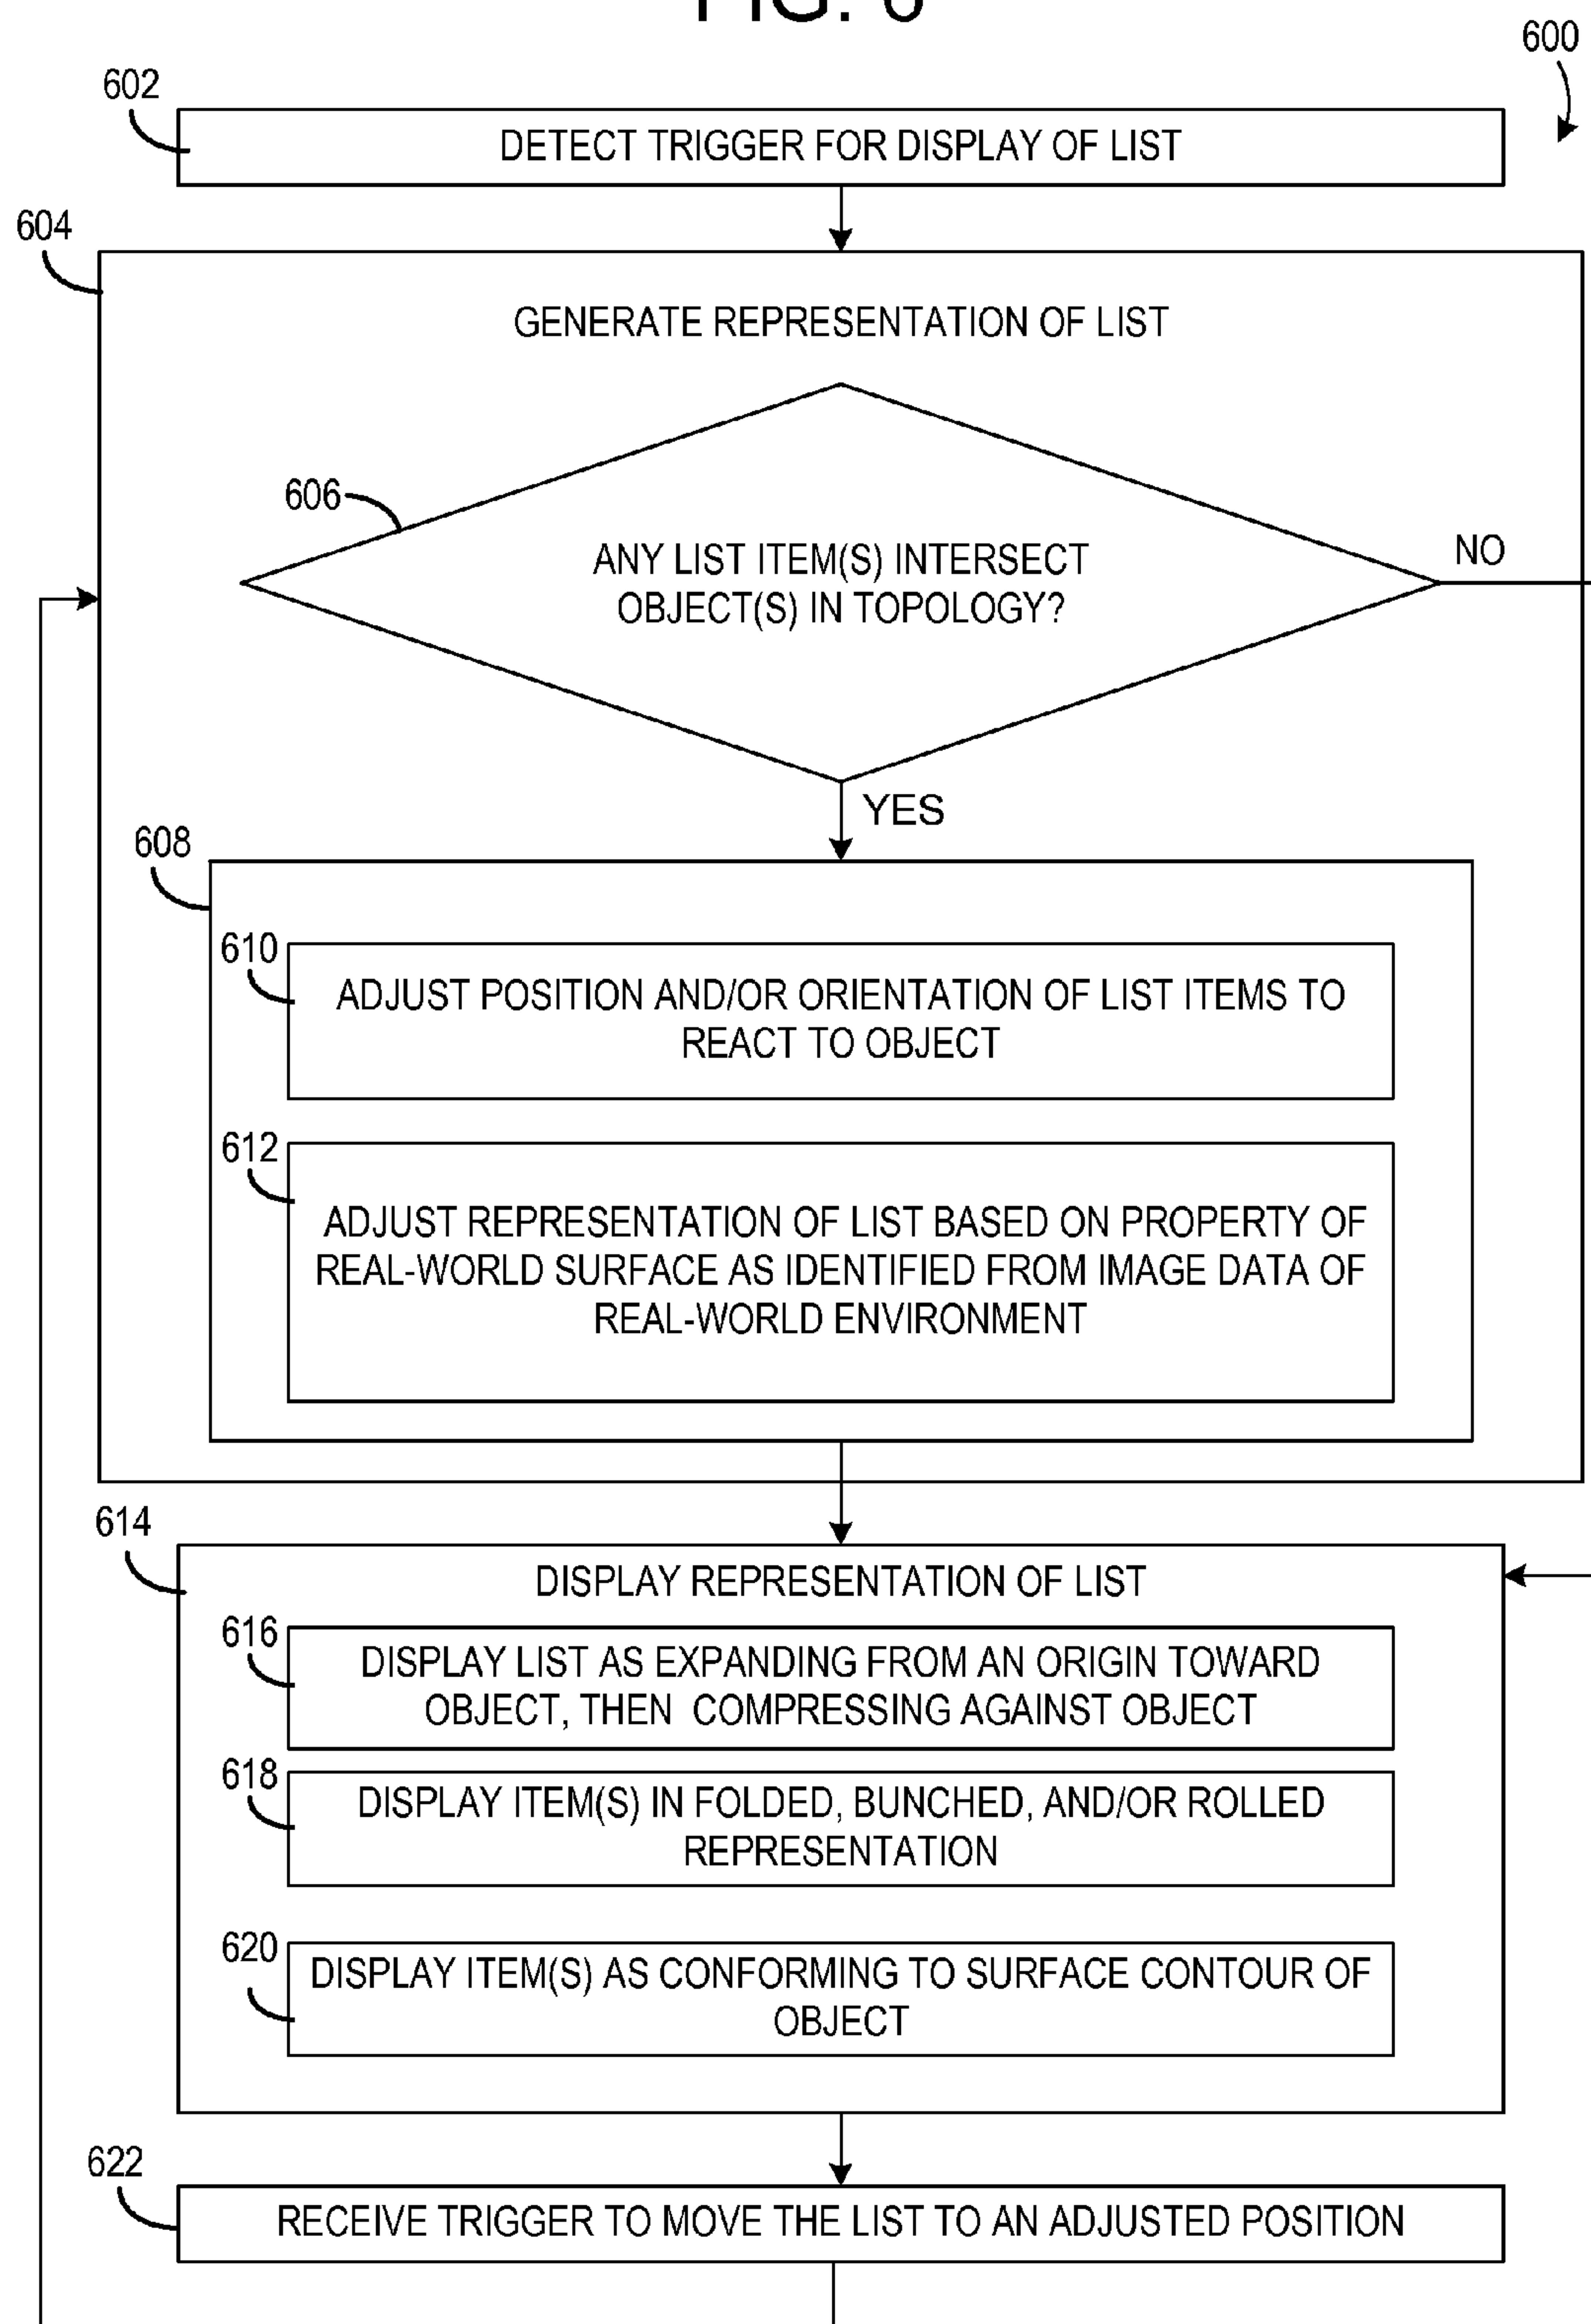 FIG. 6
600
602
DETECT TRIGGER FOR DISPLAY OF LIST
604
GENERATE REPRESENTATION OF LIST
606
ANY LIST ITEM(S) INTERSECT
OBJECT(S) IN TOPOLOGY?
NO
YES
608
610
ADJUST POSITION AND/OR ORIENTATION OF LIST ITEMS TO
REACT TO OBJECT
612
ADJUST REPRESENTATION OF LIST BASED ON PROPERTY OF
REAL-WORLD SURFACE AS IDENTIFIED FROM IMAGE DATA OF
REAL-WORLD ENVIRONMENT
614
DISPLAY REPRESENTATION OF LIST
616
DISPLAY LIST AS EXPANDING FROM AN ORIGIN TOWARD
OBJECT, THEN COMPRESSING AGAINST OBJECT
618
DISPLAY ITEM(S) IN FOLDED, BUNCHED, AND/OR ROLLED
REPRESENTATION
620
DISPLAY ITEM(S) AS CONFORMING TO SURFACE CONTOUR OF
OBJECT
622
RECEIVE TRIGGER TO MOVE THE LIST TO AN ADJUSTED POSITION